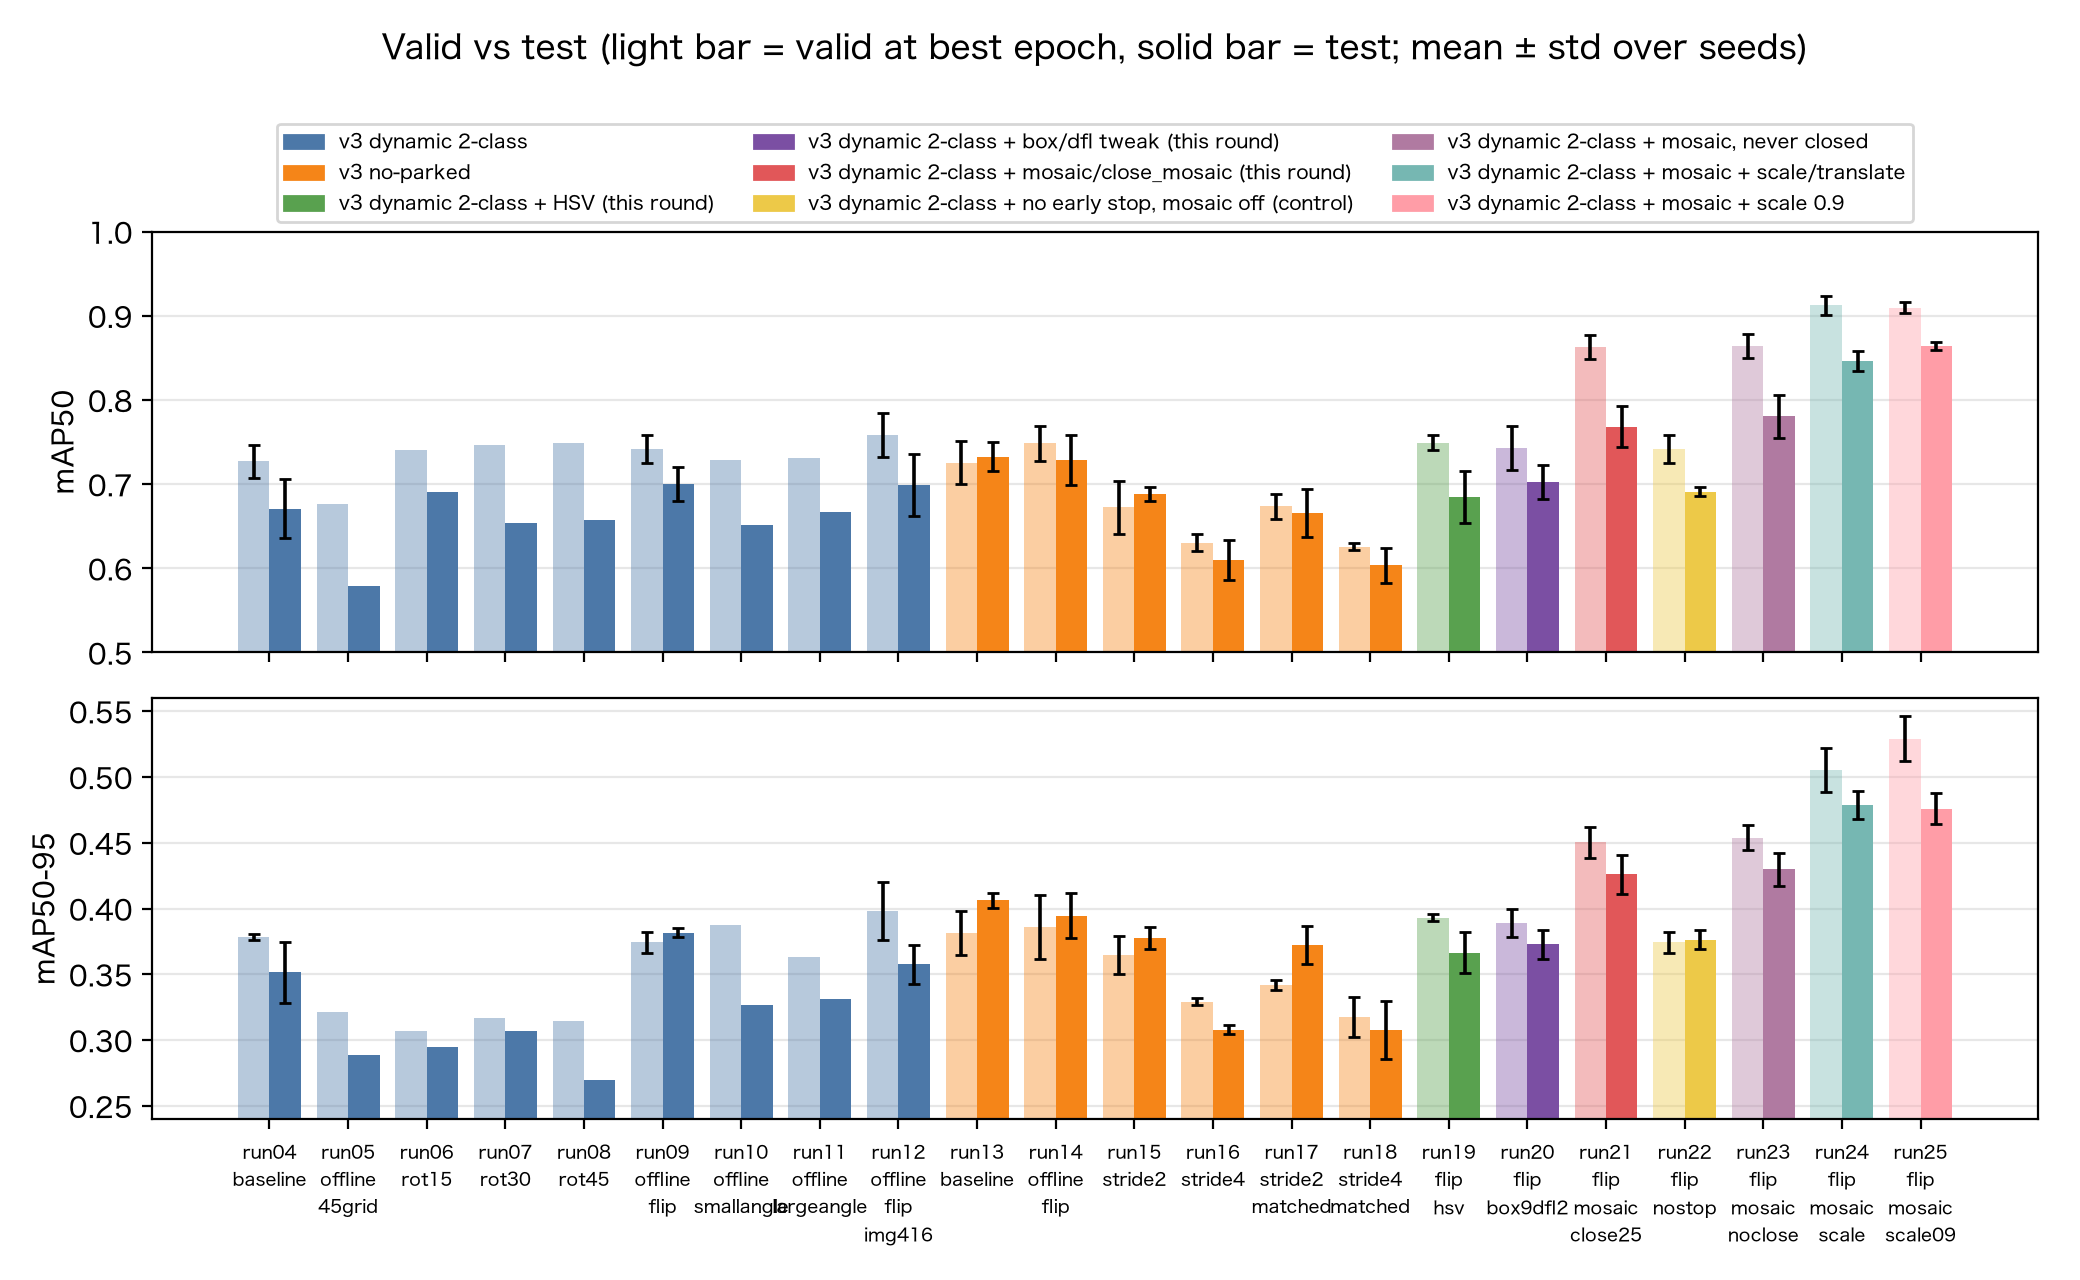 Valid vs test (light bar = valid at best epoch, solid bar = test; mean ± std over seeds)
v3 dynamic 2-class
v3 no-parked
v3 dynamic 2-class + HSV (this round)
v3 dynamic 2-class + box/dfl tweak (this round)
v3 dynamic 2-class + mosaic/close_mosaic (this round)
v3 dynamic 2-class + no early stop, mosaic off (control)
v3 dynamic 2-class + mosaic, never closed
v3 dynamic 2-class + mosaic + scale/translate
v3 dynamic 2-class + mosaic + scale 0.9
mAP50
1.0
0.9
0.8
0.7
0.6
0.5
mAP50-95
0.55
0.50
0.45
0.40
0.35
0.30
0.25
run04
baseline
run05
offline
45grid
run06
rot15
run07
rot30
run08
rot45
run09
offline
flip
run10
offline
smallangle
run11
offline
largeangle
run12
offline
flip
img416
run13
baseline
run14
offline
flip
run15
stride2
run16
stride4
run17
stride2
matched
run18
stride4
matched
run19
flip
hsv
run20
flip
box9dfl2
run21
flip
mosaic
close25
run22
flip
nostop
run23
flip
mosaic
noclose
run24
flip
mosaic
scale
run25
flip
mosaic
scale09